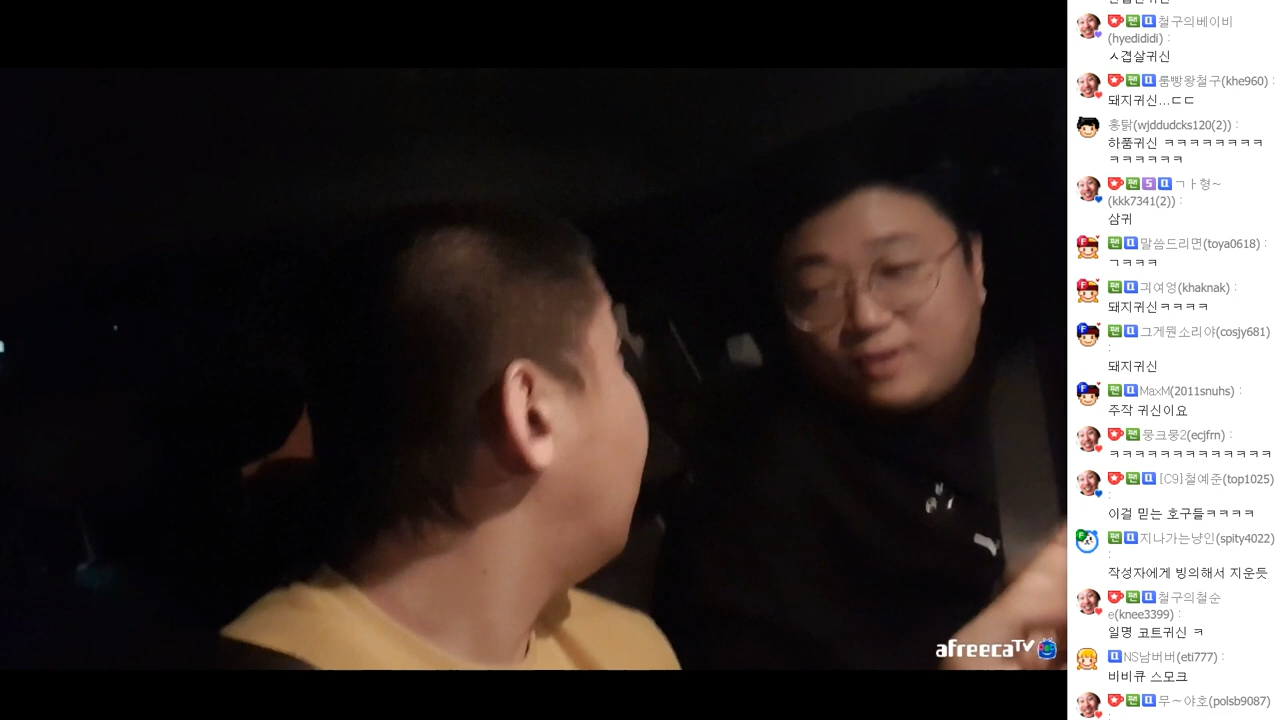 철구의베이비
(hyedididi) :
ㅅ겹살귀신
룸빵왕철구(khe960) :
돼지귀신...ㄷㄷ
홍탉(wjddudcks120(2)) :
하품귀신 ㅋㅋㅋㅋㅋㅋㅋㅋ
ㅋㅋㅋㅋㅋㅋ
ㄱㅏ형~
(kkk7341(2)) :
삼귀
말씀드리면(toya0618) :
ㄱㅋㅋㅋ
긔여엉(khaknak) :
돼지귀신ㅋㅋㅋㅋ
그게뭔소리야(cosjy681)
:
돼지귀신
MaxM(2011snuhs) :
주작 귀신이요
뭉크뭉2(ecjfrn) :
ㅋㅋㅋㅋㅋㅋㅋㅋㅋㅋㅋㅋㅋ
[C9]철예준(top1025)
:
이걸 믿는 호구들ㅋㅋㅋㅋ
지나가는냥인(spity4022)
:
작성자에게 빙의해서 지운듯
철구의철순
e(knee3399) :
일명 코트귀신 ㅋ
NS남버버(eti777) :
비비큐 스모크
무~야호(polsb9087)
:
afreecaTV